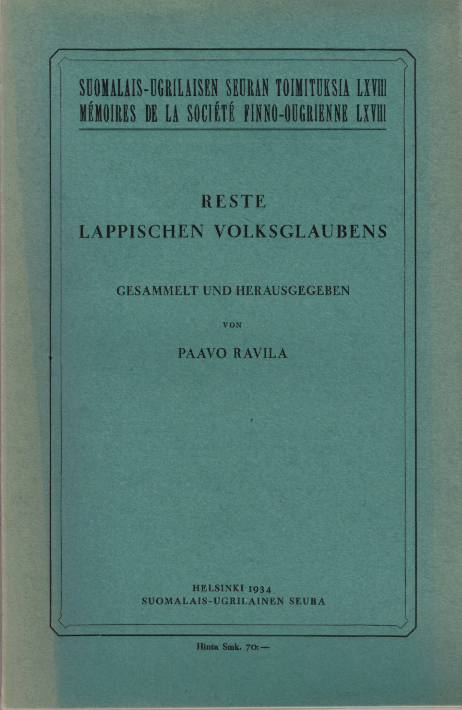 SUOMALAIS-UGRILAISEN SEURAN TOIMITUKSIA LXVIII
MÉMOIRES DE LA SOCIÉTÉ FINNO-OUGRIENNE LXVIII
RESTE
LAPPISCHEN VOLKSGLAUBENS
GESAMMELT UND HERAUSGEGEBEN
VON
PAAVO RAVILA
HELSINKI 1934
SUOMALAIS-UGRILAINEN SEURA
Hinta Smk. 70:—